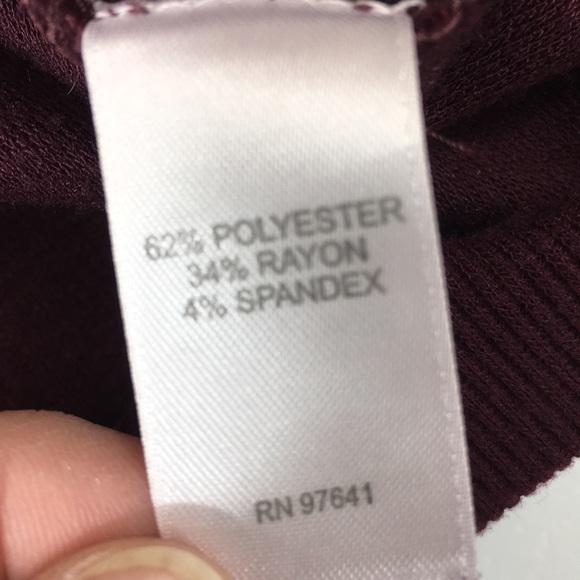 62% POLYESTER
34% RAYON
4% SPANDEX
RN 97641